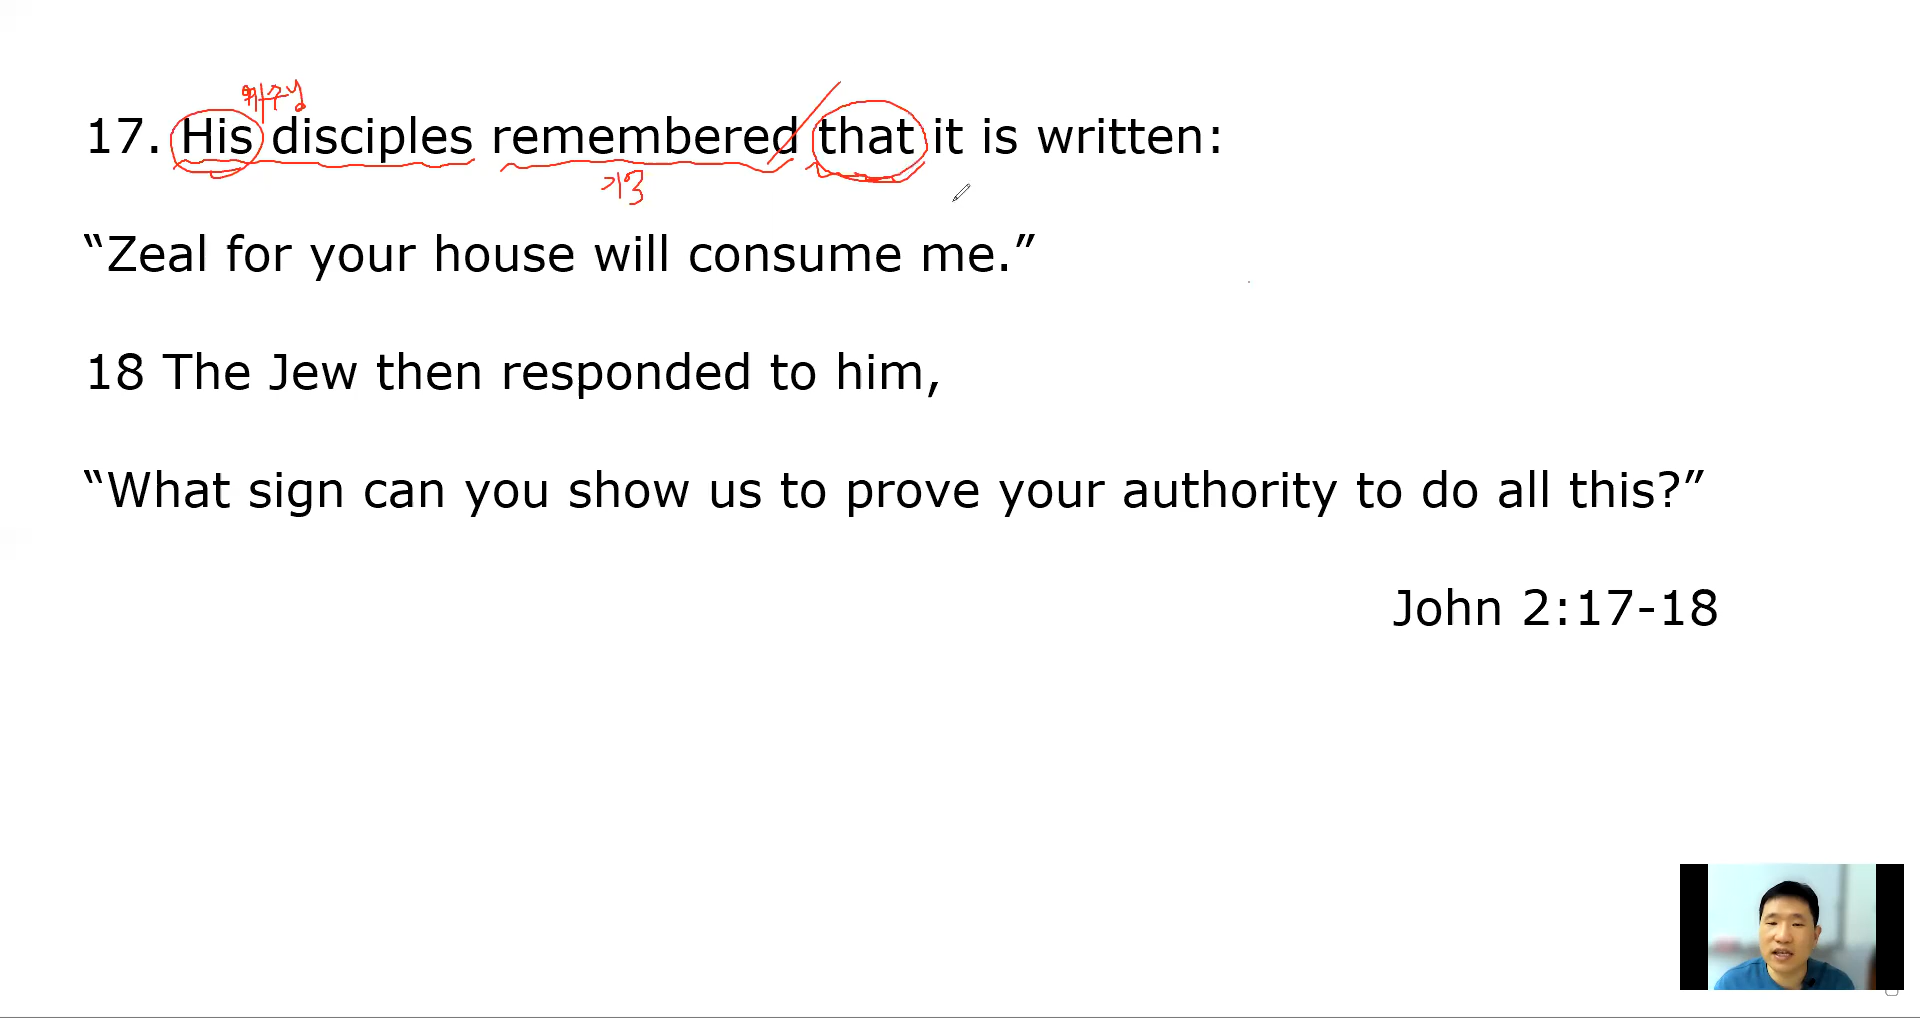 예수님
17. His disciples remembered that it is written:
기억
“Zeal for your house will consume me.”
18 The Jew then responded to him,
“What sign can you show us to prove your authority to do all this?”
John 2:17-18